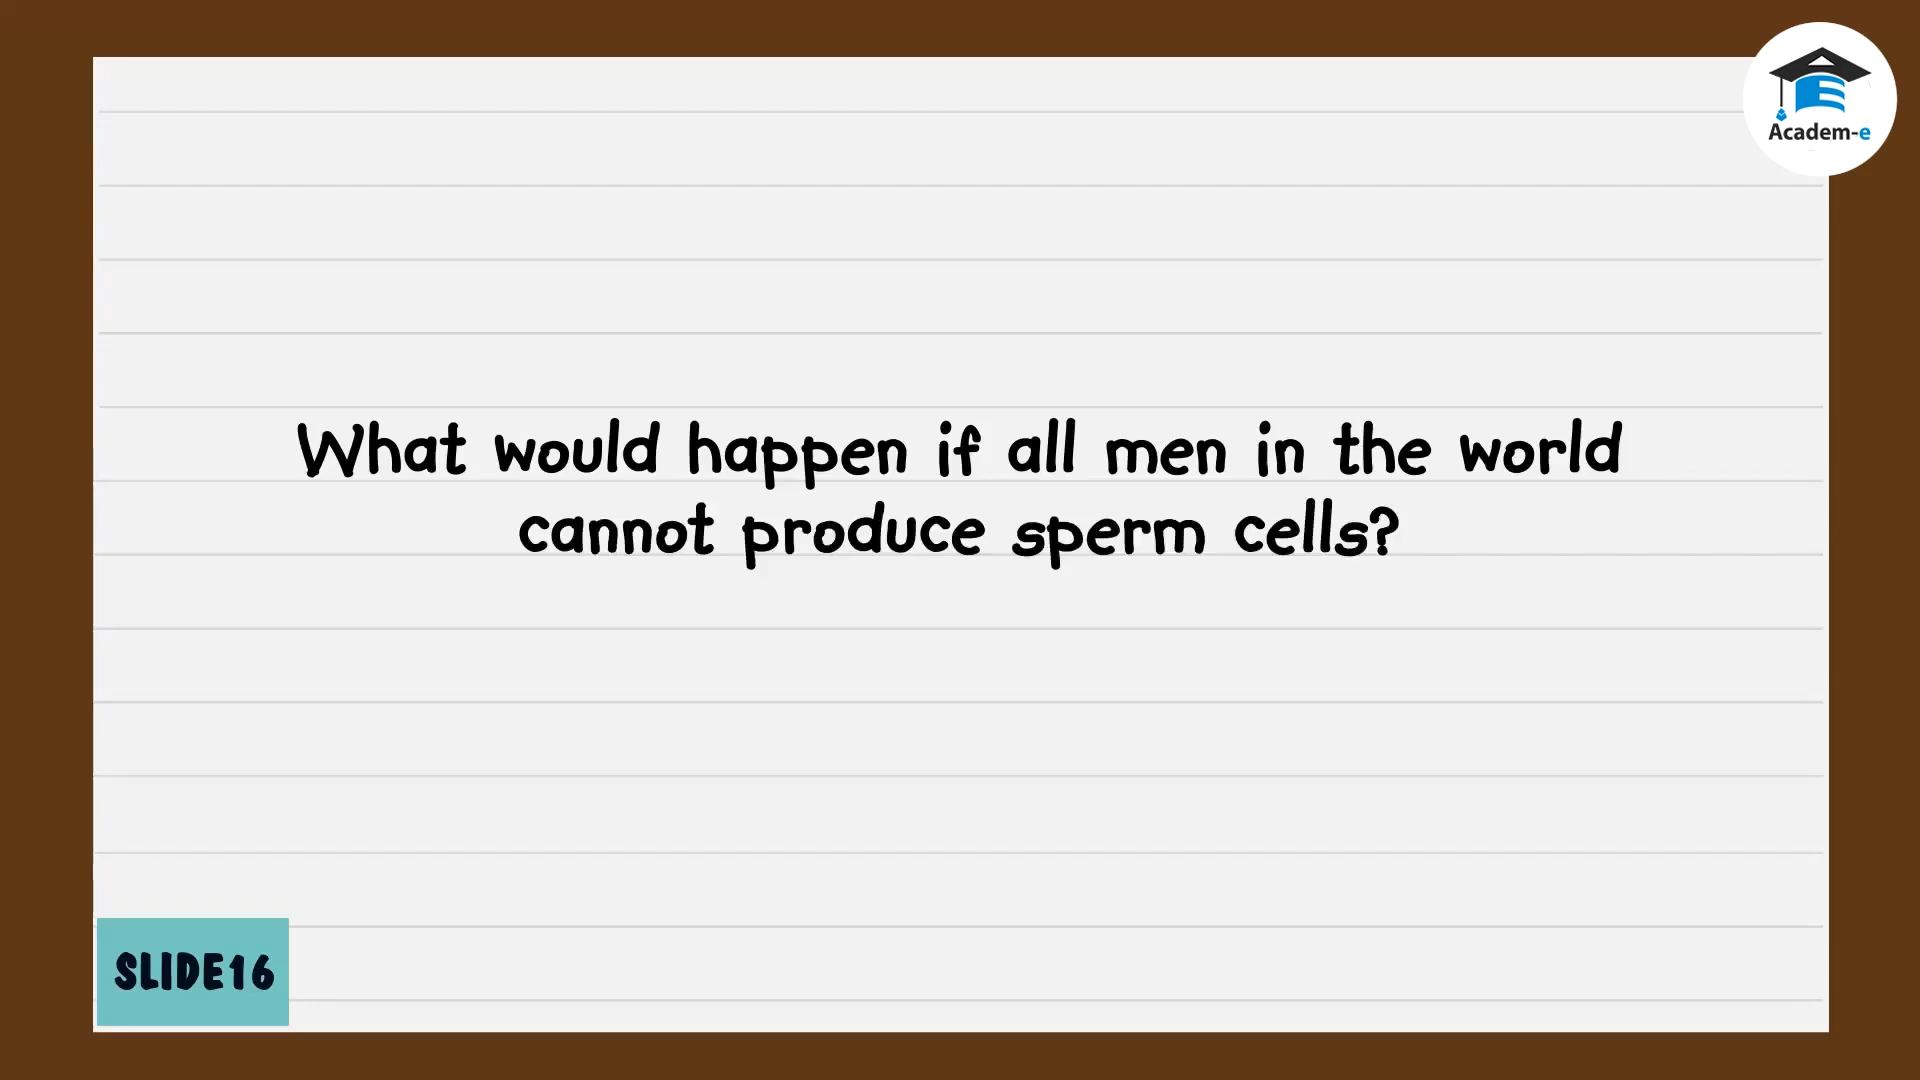 Academ-e
What would happen if all men in the world
cannot produce sperm cells?
SLIDE16